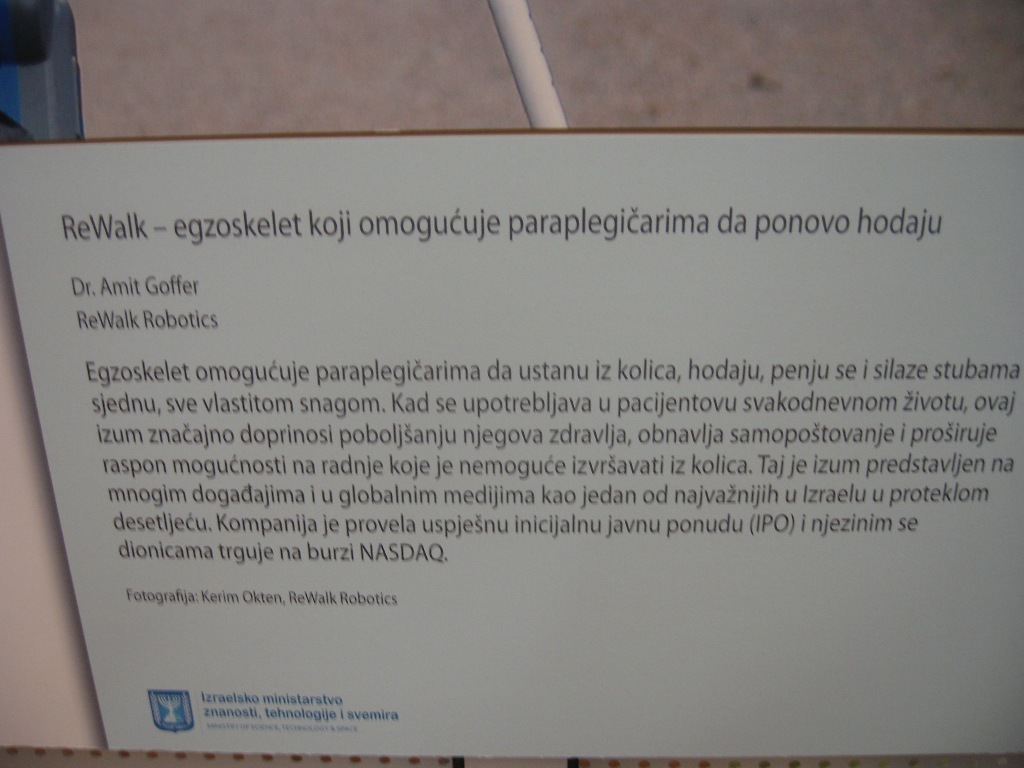 ReWalk – egzoskelet koji omogućuje paraplegičarima da ponovo hodaju
Dr. Amit Goffer
ReWalk Robotics
Egzoskelet omogućuje paraplegičarima da ustanu iz kolica, hodaju, penju se i silaze stubama
sjednu, sve vlastitom snagom. Kad se upotrebljava u pacijentovu svakodnevnom životu, ovaj
izum značajno doprinosi poboljšanju njegova zdravlja, obnavlja samopoštovanje i proširuje
raspon mogućnosti na radnje koje je nemoguće izvršavati iz kolica. Taj je izum predstavljen na
mnogim događajima i u globalnim medijima kao jedan od najvažnijih u Izraelu u proteklom
desetljeću. Kompanija je provela uspješnu inicijalnu javnu ponudu (IPO) i njezinim se
dionicama trguje na burzi NASDAQ.
Fotografija: Kerim Okten, ReWalk Robotics
Izraelsko ministarstvo
znanosti, tehnologije i svemira
MINISTRY OF SCIENCE, TECHNOLOGY & SPACE